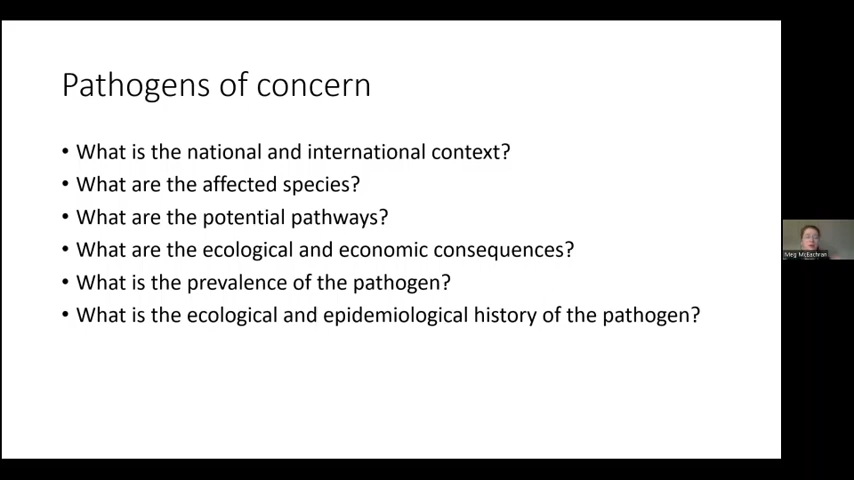 Pathogens of concern
• What is the national and international context?
• What are the affected species?
• What are the potential pathways?
• What are the ecological and economic consequences?
• What is the prevalence of the pathogen?
• What is the ecological and epidemiological history of the pathogen?
Meg McEachran